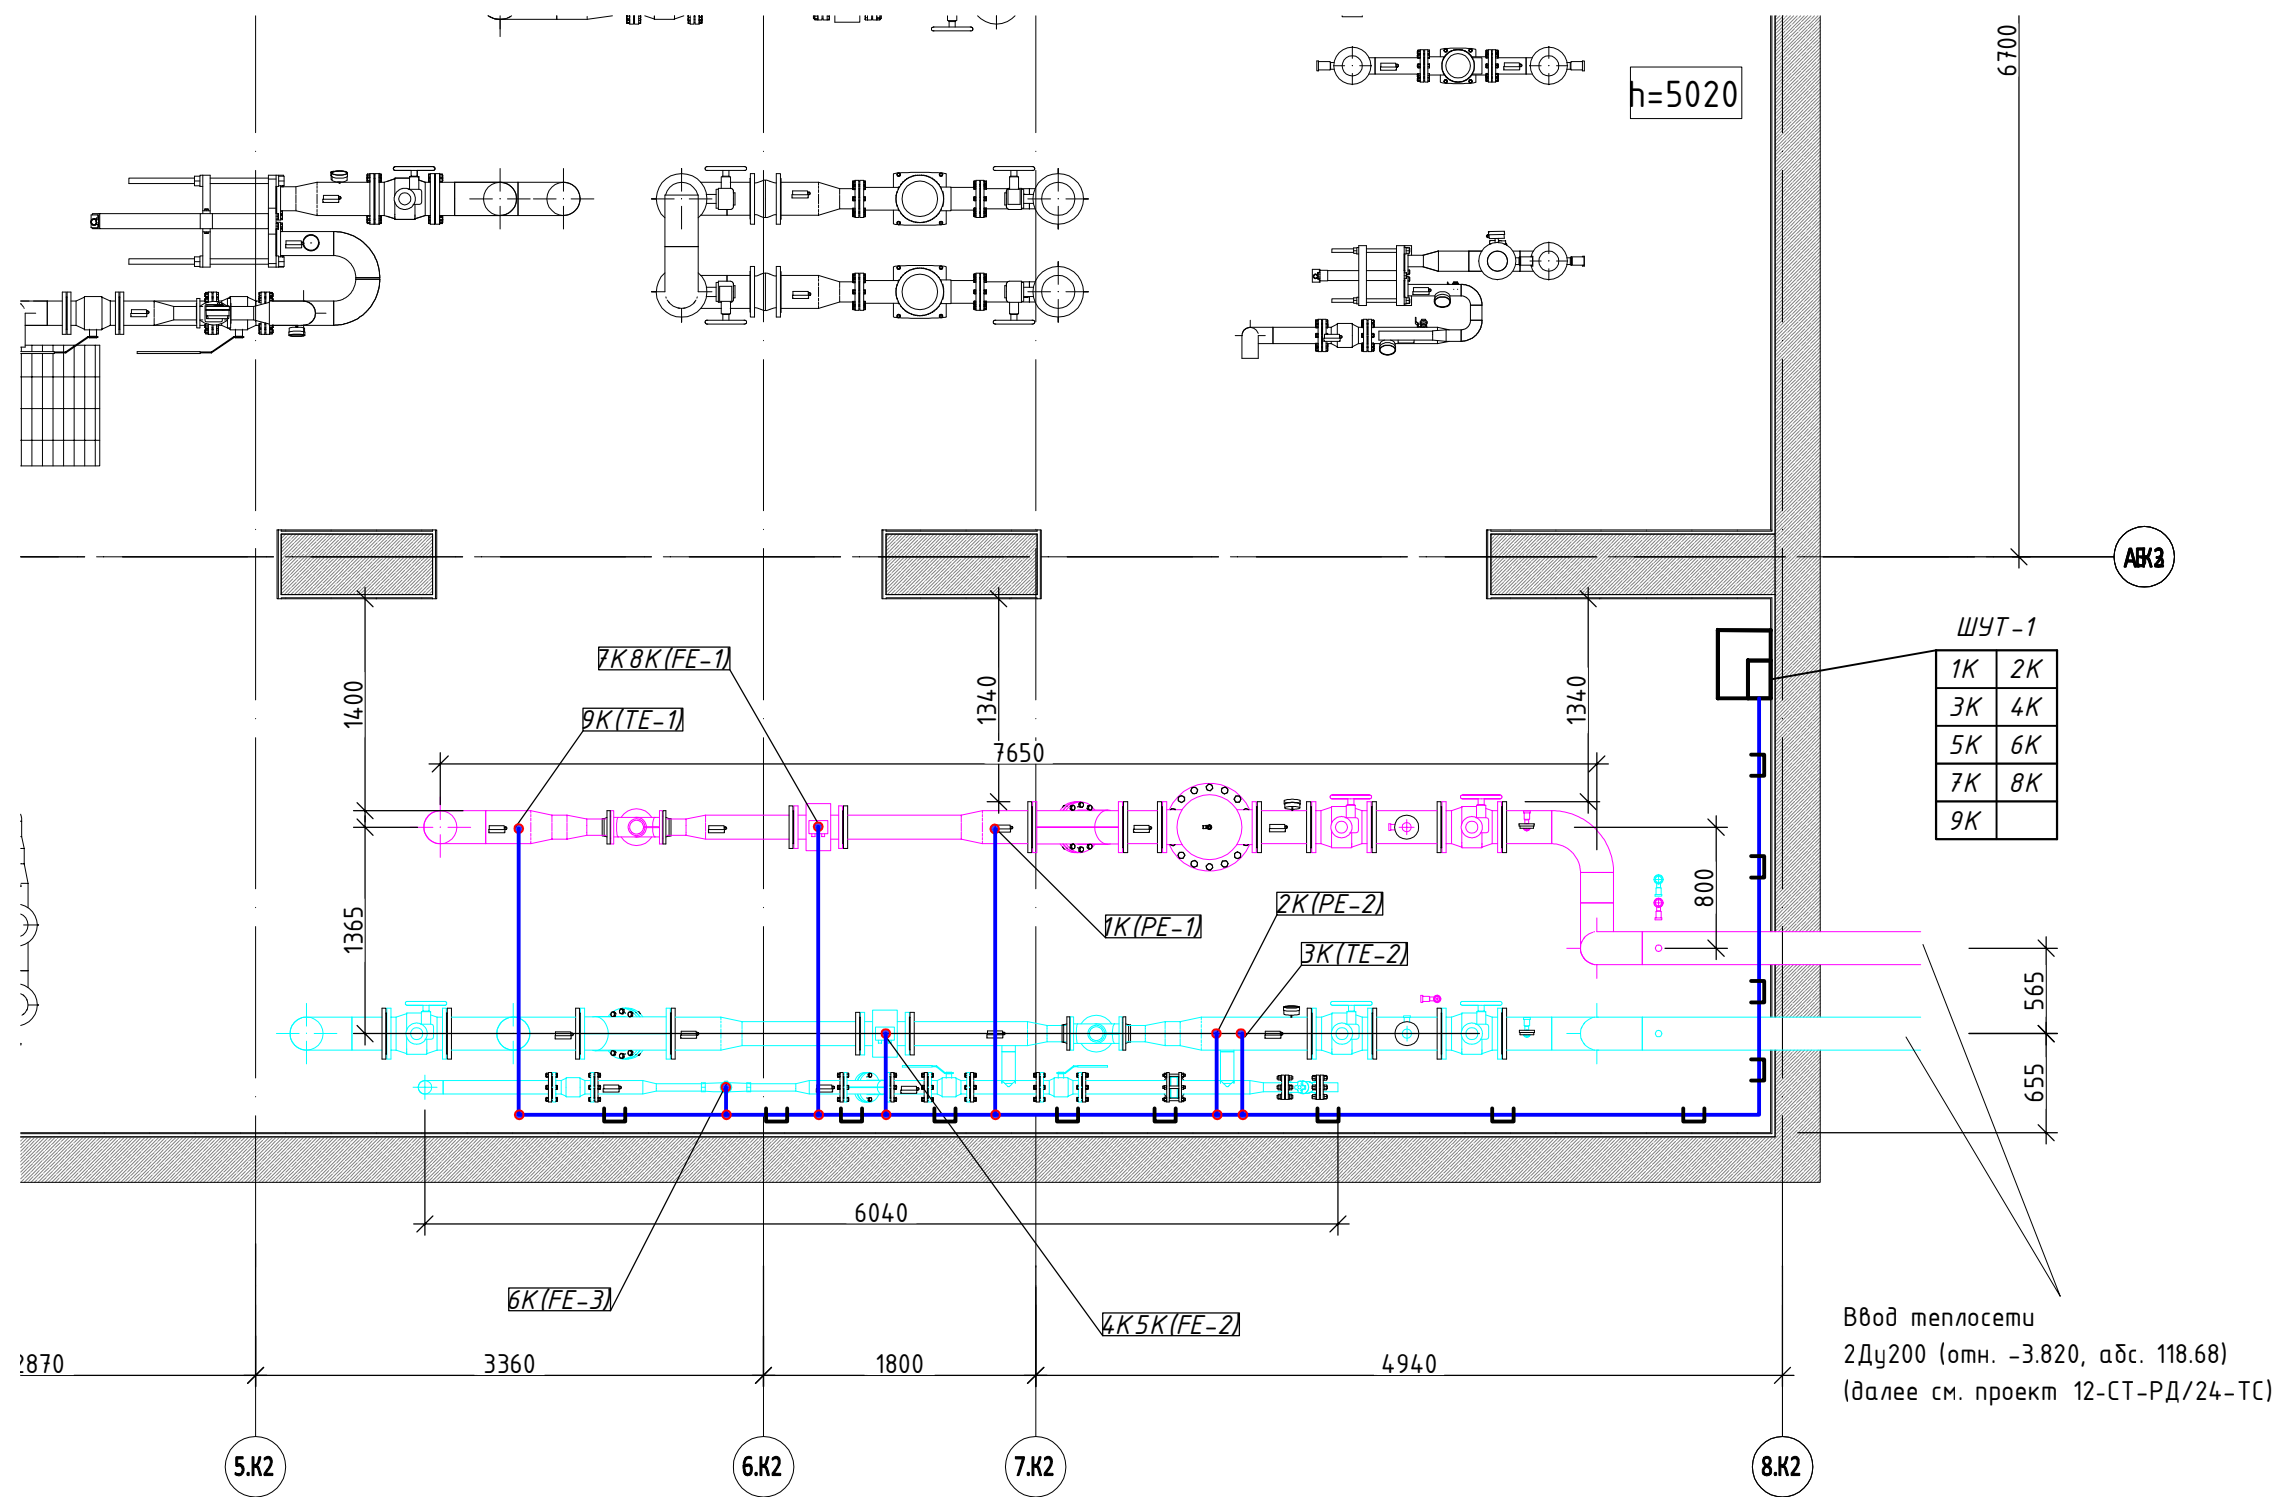 6700
h=5020
ШУТ-1
1К 2К
3К 4К
5К 6К
7К 8К
9К
7К8К(FE-1)
9К(TE-1)
1400
1340
1340
7650
1К(PE-1)
2К(PE-2)
3К(TE-2)
800
1365
565
655
6040
6К(FE-3)
4К5К(FE-2)
Ввод теплосети
2Ду200 (отн. -3.820, абс. 118.68)
(далее см. проект 12-СТ-РД/24-ТС)
2870
3360
1800
4940
5.К2
6.К2
7.К2
8.К2